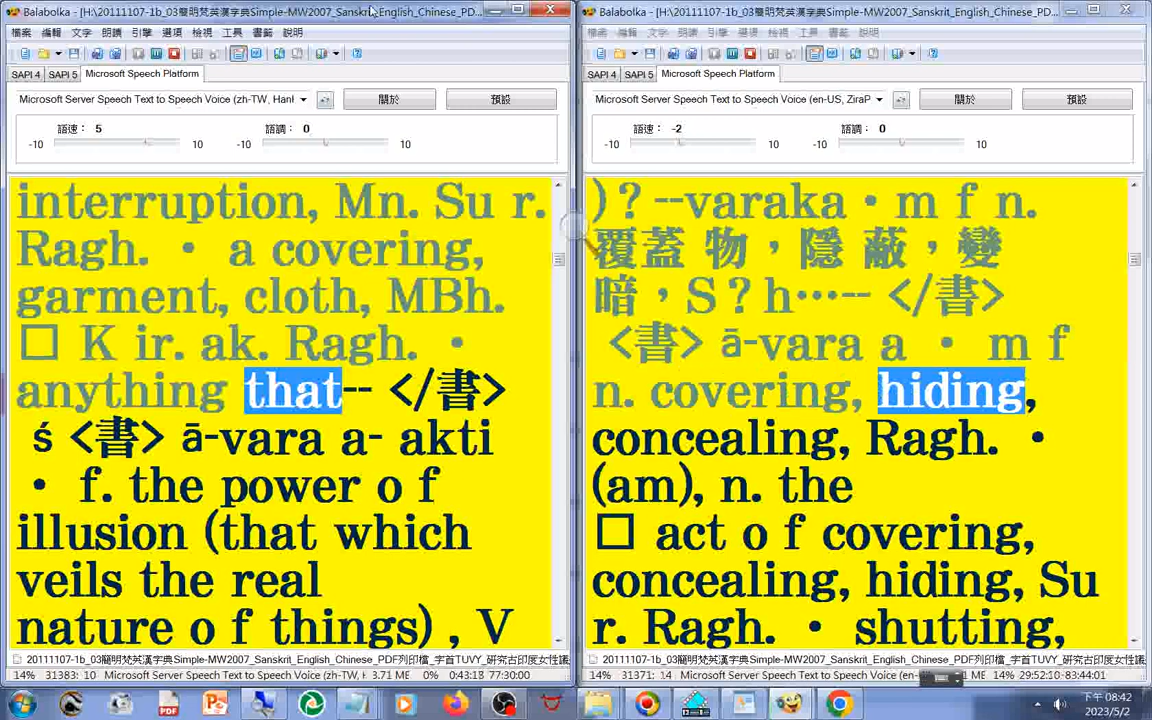 Balabolka - [H:\20111107-1b_03簡明梵英漢字典Simple-MW2007_Sanskrit_English_Chinese_PD...
檔案 編輯 文字 朗讀 引擎 選項 檢視 工具 書籤 說明
SAPI 4 SAPI 5 Microsoft Speech Platform
Microsoft Server Speech Text to Speech Voice (zh-TW, HanH 關於 預設
語速： 5 語調： 0
-10 10 -10 10
interruption, Mn. Su r.
Ragh. • a covering,
garment, cloth, MBh.
□ K ir. ak. Ragh. •
anything that-- </書>
ś <書> ā-vara a- akti
• f. the power o f
illusion (that which
veils the real
nature o f things) , V
20111107-1b_03簡明梵英漢字典Simple-MW2007_Sanskrit_English_Chinese_PDF列印檔_字首TUVY_研究古印度女性議
14% 31383: 10 Microsoft Server Speech Text to Speech Voice (zh-TW, H 3.71 ME 0% 0:43:18 77:30:00
Balabolka - [H:\20111107-1b_03簡明梵英漢字典Simple-MW2007_Sanskrit_English_Chinese_PD...
檔案 編輯 文字 朗讀 引擎 選項 檢視 工具 書籤 說明
SAPI 4 SAPI 5 Microsoft Speech Platform
Microsoft Server Speech Text to Speech Voice (en-US, ZiraP 關於 預設
語速： -2 語調： 0
-10 10 -10 10
)？--varaka • m f n.
覆蓋 物，隱 蔽，變
暗，S？h…-- </書>
<書> ā-vara a • m f
n. covering, hiding,
concealing, Ragh. •
(am), n. the
□ act o f covering,
concealing, hiding, Su
r. Ragh. • shutting,
20111107-1b_03簡明梵英漢字典Simple-MW2007_Sanskrit_English_Chinese_PDF列印檔_字首TUVY_研究古印度女性議
14% 31371: 14 Microsoft Server Speech Text to Speech Voice (en-US 14% 29:52:10-83:44:01
PDF
下午 08:42
2023/5/2